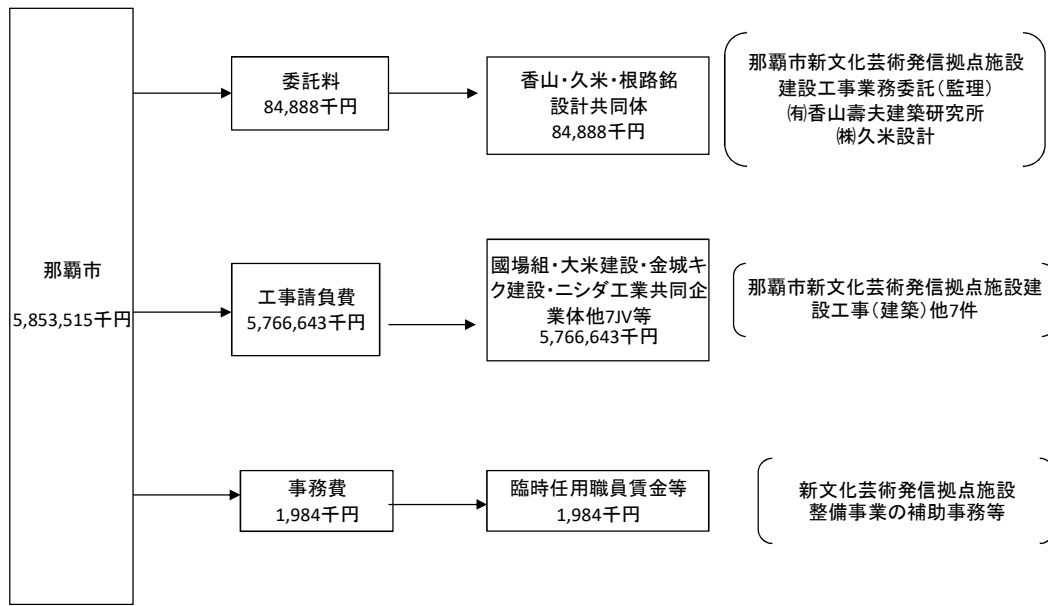 那覇市
5,853,515千円
委託料
84,888千円
香山・久米・根路銘
設計共同体
84,888千円
那覇市新文化芸術発信拠点施設
建設工事業務委託(監理)
㈲香山壽夫建築研究所
㈱久米設計
工事請負費
5,766,643千円
國場組・大米建設・金城キ
ク建設・ニシダ工業共同企
業体他7JV等
5,766,643千円
那覇市新文化芸術発信拠点施設建
設工事(建築)他7件
事務費
1,984千円
臨時任用職員賃金等
1,984千円
新文化芸術発信拠点施設
整備事業の補助事務等